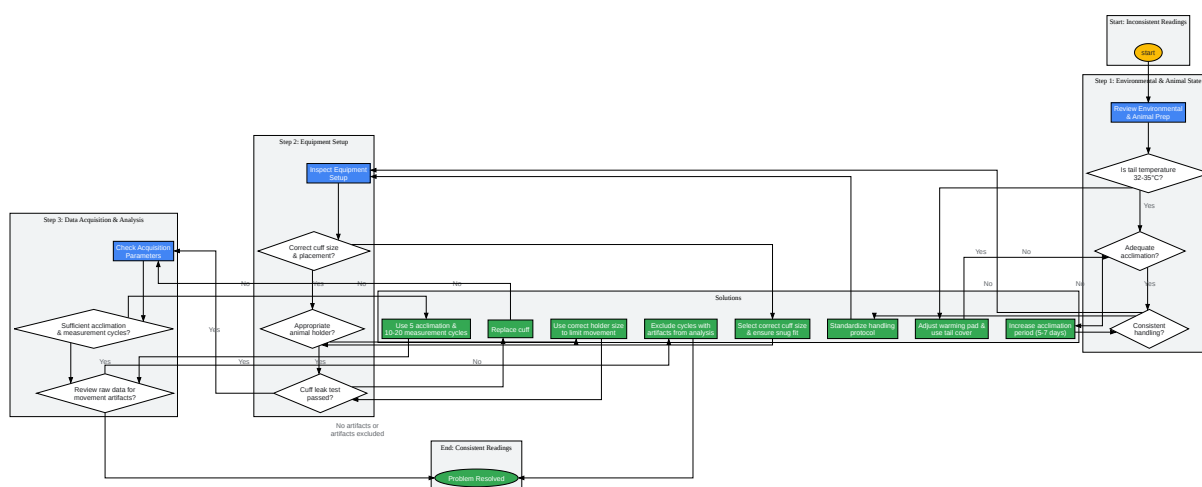 Start: Inconsistent Readings
start
Step 1: Environmental & Animal State
Review Environmental
& Animal Prep
Is tail temperature
32-35°C?
Yes
Adequate
acclimation?
Yes
No
No
No
Yes
Consistent
handling?
Step 2: Equipment Setup
Inspect Equipment
Setup
Correct cuff size
& placement?
Yes
No
No
No
Appropriate
animal holder?
Yes
Cuff leak test
passed?
Yes
Step 3: Data Acquisition & Analysis
Check Acquisition
Parameters
Sufficient acclimation
& measurement cycles?
Yes
Yes
No
Review raw data for
movement artifacts?
Solutions
Use 5 acclimation &
10-20 measurement cycles
Replace cuff
Use correct holder size
to limit movement
Exclude cycles with
artifacts from analysis
Select correct cuff size
& ensure snug fit
Standardize handling
protocol
Adjust warming pad &
use tail cover
Increase acclimation
period (5-7 days)
No artifacts or
artifacts excluded
End: Consistent Readings
Problem Resolved